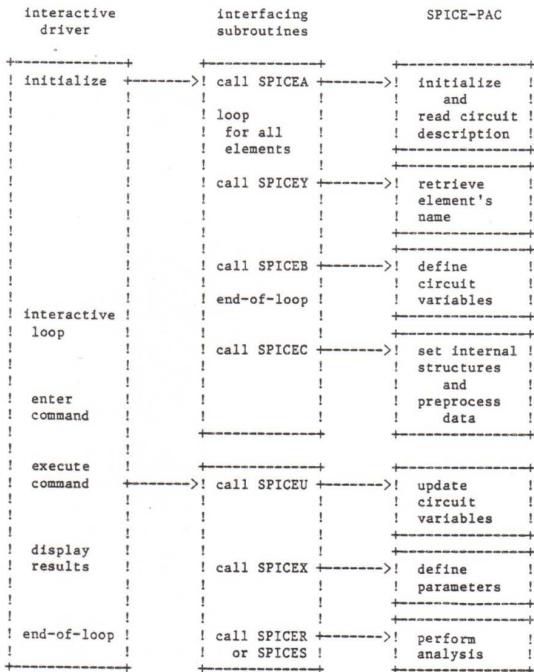 interactive driver
interfacing subroutines
SPICE-PAC
initialize
interactive loop
enter command
execute command
display results
end-of-loop
call SPICEA
loop for all elements
call SPICEY
call SPICEB
end-of-loop
call SPICEC
call SPICEU
call SPICEX
call SPICER or SPICES
initialize and read circuit description
retrieve element's name
define circuit variables
set internal structures and preprocess data
update circuit variables
define parameters
perform analysis